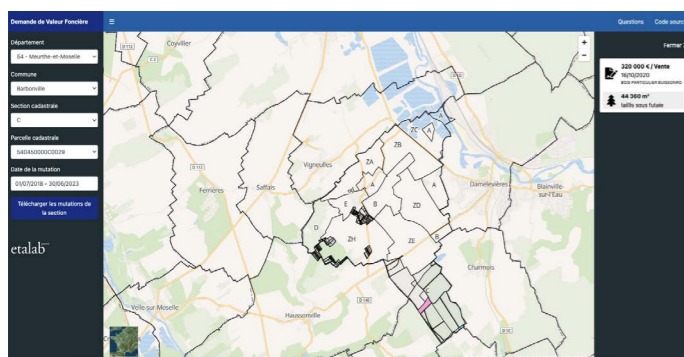 Demande de Valeur Foncière
☰
Questions Code sourc
Département
54 - Meurthe-et-Moselle
Commune
Barbonville
Section cadastrale
C
Parcelle cadastrale
540450000C0029
Date de la mutation
01/07/2018 - 30/06/2023
Télécharger les mutations de
la section
etalab
Coyviller
D 112
Vigneulles
Ferrières
Saffais
D 112
Velle-sur-Moselle
Haussonville
Damelevières
Blainville-
sur-l'Eau
Charmois
ZC
A
A
ZB
ZA
A
A
E
B
D
ZD
ZH
ZE
B
C
+
−
Fermer
320 000 € / Vente
16/10/2020
44 360 m²
taillis sous futaie